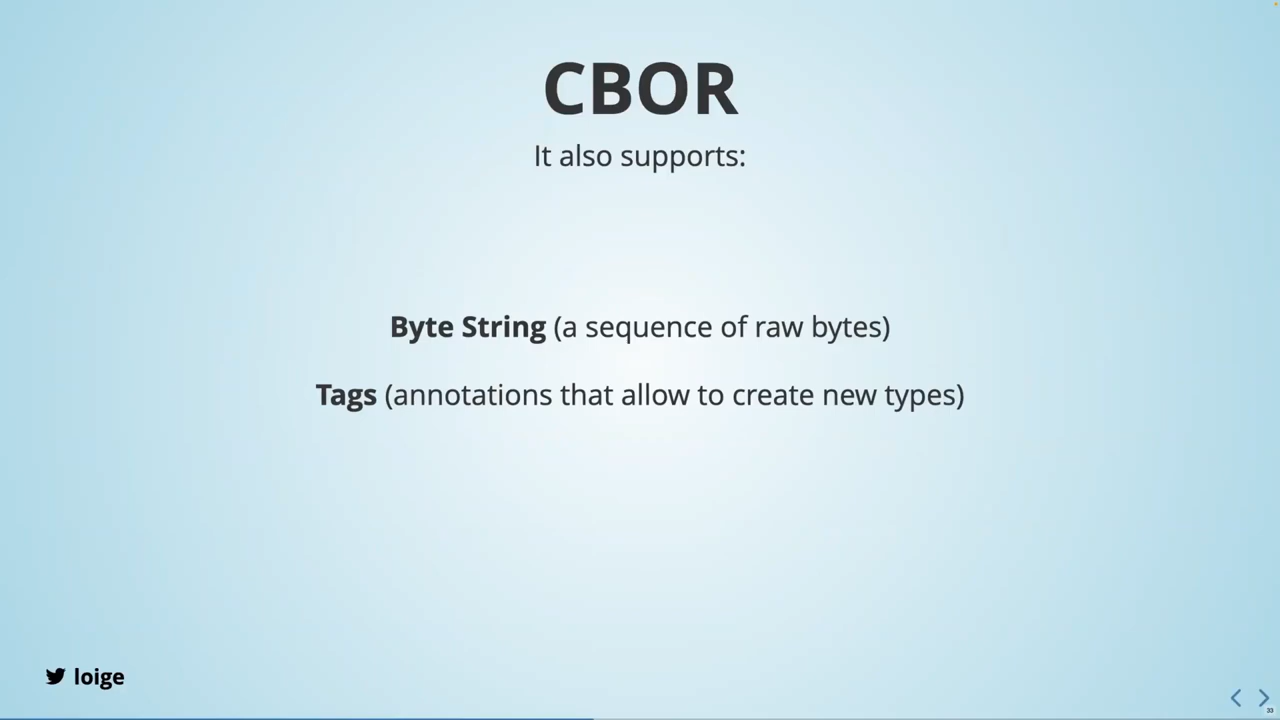 CBOR
It also supports:
Byte String (a sequence of raw bytes)
Tags (annotations that allow to create new types)
loige
33